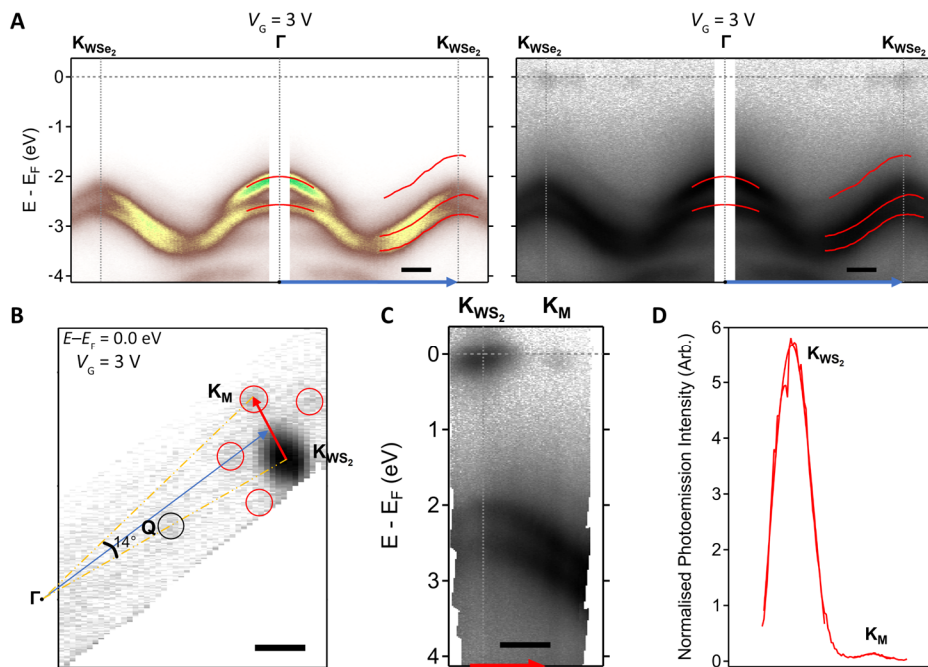 A
V_G = 3 V
V_G = 3 V
K_WSe₂
Γ
K_WSe₂
K_WSe₂
Γ
K_WSe₂
0
-1
-2
-3
-4
E - E_F (eV)
B
E–E_F = 0.0 eV
V_G = 3 V
K_M
K_WS₂
Q
14°
Γ
C
K_WS₂
K_M
0
1
2
3
4
E - E_F (eV)
D
6
5
4
3
2
1
0
Normalised Photoemission Intensity (Arb.)
K_WS₂
K_M